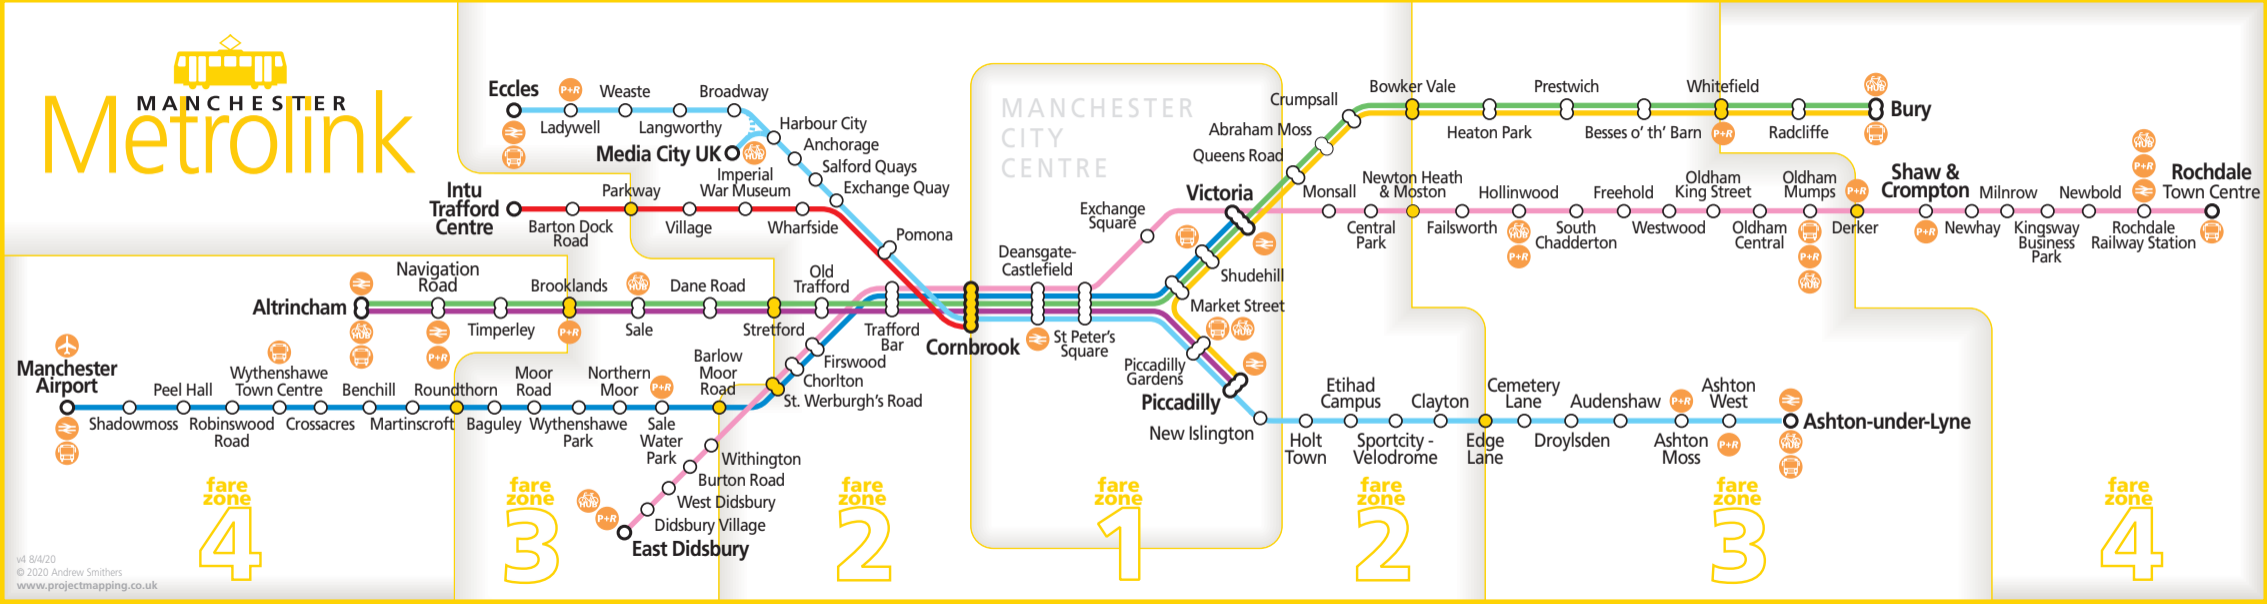 MANCHESTER
Metrolink
MANCHESTER
CITY
CENTRE
Eccles
P+R
Ladywell
Weaste
Langworthy
Broadway
Harbour City
Anchorage
Salford Quays
Exchange Quay
Media City UK
HUB
Pomona
Intu
Trafford
Centre
Barton Dock
Road
Parkway
Village
Imperial
War Museum
Wharfside
Altrincham
HUB
Navigation
Road
P+R
Timperley
Brooklands
P+R
Sale
HUB
Dane Road
Stretford
Old
Trafford
Trafford
Bar
Cornbrook
Deansgate-
Castlefield
St Peter's
Square
Exchange
Square
Victoria
Shudehill
Market Street
HUB
Piccadilly
Gardens
Piccadilly
New Islington
Manchester
Airport
Shadowmoss
Peel Hall
Robinswood
Road
Wythenshawe
Town Centre
Crossacres
Benchill
Martinscroft
Roundthorn
Baguley
Moor
Road
Wythenshawe
Park
Northern
Moor
P+R
Sale
Water
Park
Barlow
Moor
Road
St. Werburgh's Road
Chorlton
Firswood
Withington
Burton Road
West Didsbury
Didsbury Village
East Didsbury
HUB
P+R
Crumpsall
Abraham Moss
Queens Road
Bowker Vale
Heaton Park
Prestwich
Besses o' th' Barn
Whitefield
P+R
Radcliffe
Bury
HUB
Monsall
Central
Park
Newton Heath
& Moston
Failsworth
Hollinwood
HUB
P+R
South
Chadderton
Freehold
Westwood
Oldham
King Street
Oldham
Central
Oldham
Mumps
P+R
HUB
P+R
Derker
Shaw &
Crompton
P+R
Newhay
Milnrow
Kingsway
Business
Park
Newbold
HUB
P+R
Rochdale
Railway Station
Rochdale
Town Centre
Holt
Town
Etihad
Campus
Sportcity -
Velodrome
Clayton
Edge
Lane
Cemetery
Lane
Droylsden
Audenshaw
P+R
Ashton
Moss
Ashton
West
P+R
Ashton-under-Lyne
HUB
fare
zone
4
fare
zone
3
fare
zone
2
fare
zone
1
fare
zone
2
fare
zone
3
fare
zone
4
v4 8/4/20
© 2020 Andrew Smithers
www.projectmapping.co.uk